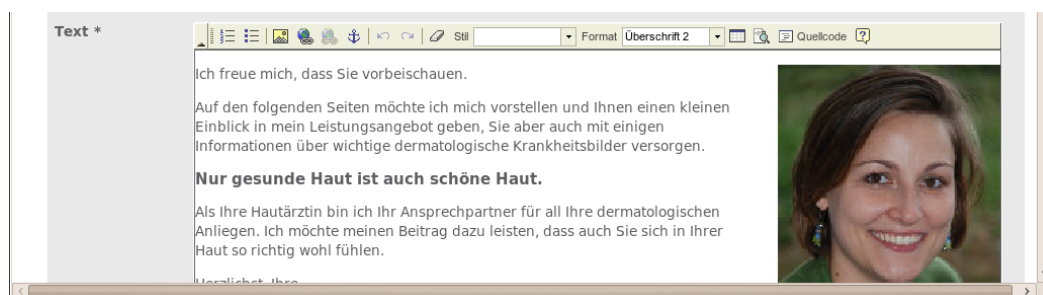 Text *
Stil
Format Überschrift 2
Quellcode
Ich freue mich, dass Sie vorbeischauen.
Auf den folgenden Seiten möchte ich mich vorstellen und Ihnen einen kleinen
Einblick in mein Leistungsangebot geben, Sie aber auch mit einigen
Informationen über wichtige dermatologische Krankheitsbilder versorgen.
Nur gesunde Haut ist auch schöne Haut.
Als Ihre Hautärztin bin ich Ihr Ansprechpartner für all Ihre dermatologischen
Anliegen. Ich möchte meinen Beitrag dazu leisten, dass auch Sie sich in Ihrer
Haut so richtig wohl fühlen.
Herzlichst, Ihre